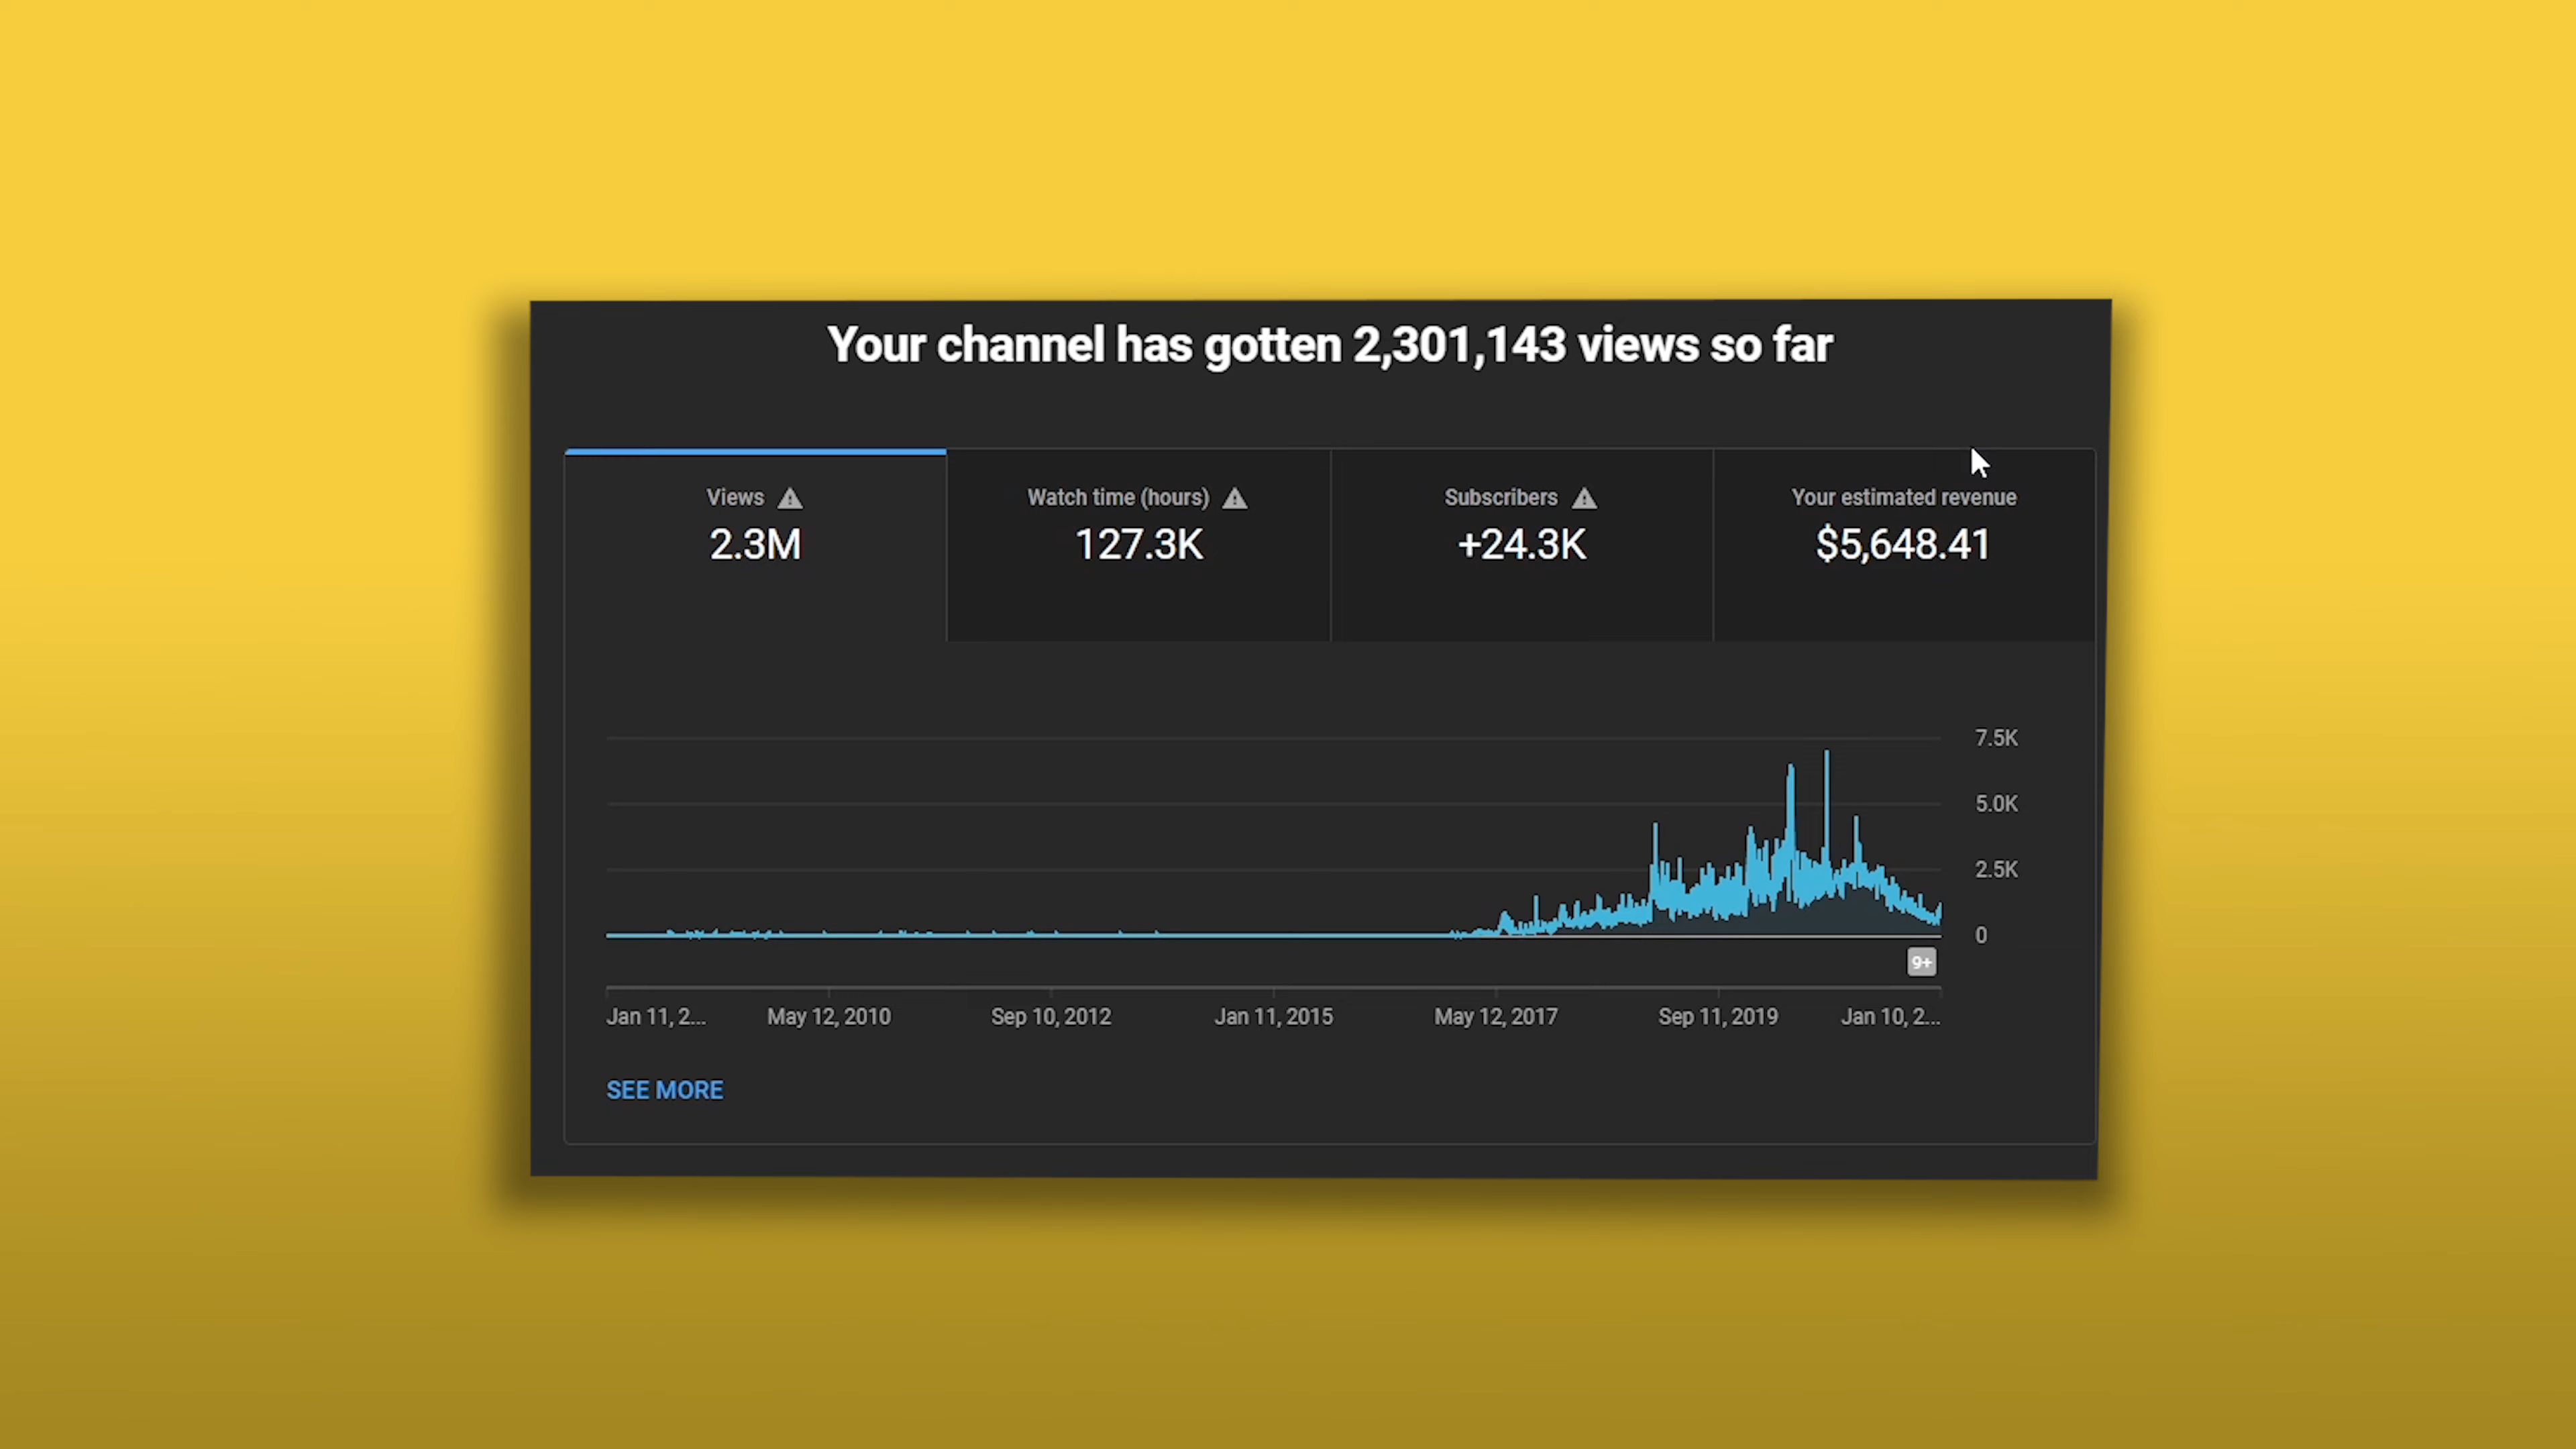 Your channel has gotten 2,301,143 views so far
Views
2.3M
Watch time (hours)
127.3K
Subscribers
+24.3K
Your estimated revenue
$5,648.41
7.5K
5.0K
2.5K
0
9+
Jan 11, 2... May 12, 2010 Sep 10, 2012 Jan 11, 2015 May 12, 2017 Sep 11, 2019 Jan 10, 2...
SEE MORE